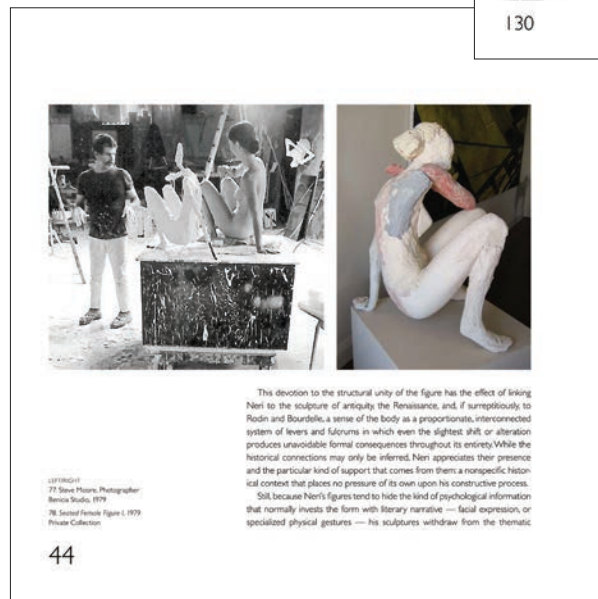 130
This devotion to the structural unity of the figure has the effect of linking
Neri to the sculpture of antiquity, the Renaissance, and, if surreptitiously, to
Rodin and Bourdelle, a sense of the body as a proportionate, interconnected
system of levers and fulcrums in which even the slightest shift or alteration
produces unavoidable formal consequences throughout its entirety. While the
historical connections may only be inferred, Neri appreciates their presence
and the particular kind of support that comes from them: a nonspecific histor-
ical context that places no pressure of its own upon his constructive process.
Still, because Neri's figures tend to hide the kind of psychological information
that normally invests the form with literary narrative — facial expression, or
specialized physical gestures — his sculptures withdraw from the thematic
LEFT/RIGHT
77. Steve Moore, Photographer
Benicia Studio, 1979
78. Seated Female Figure I, 1979
Private Collection
44